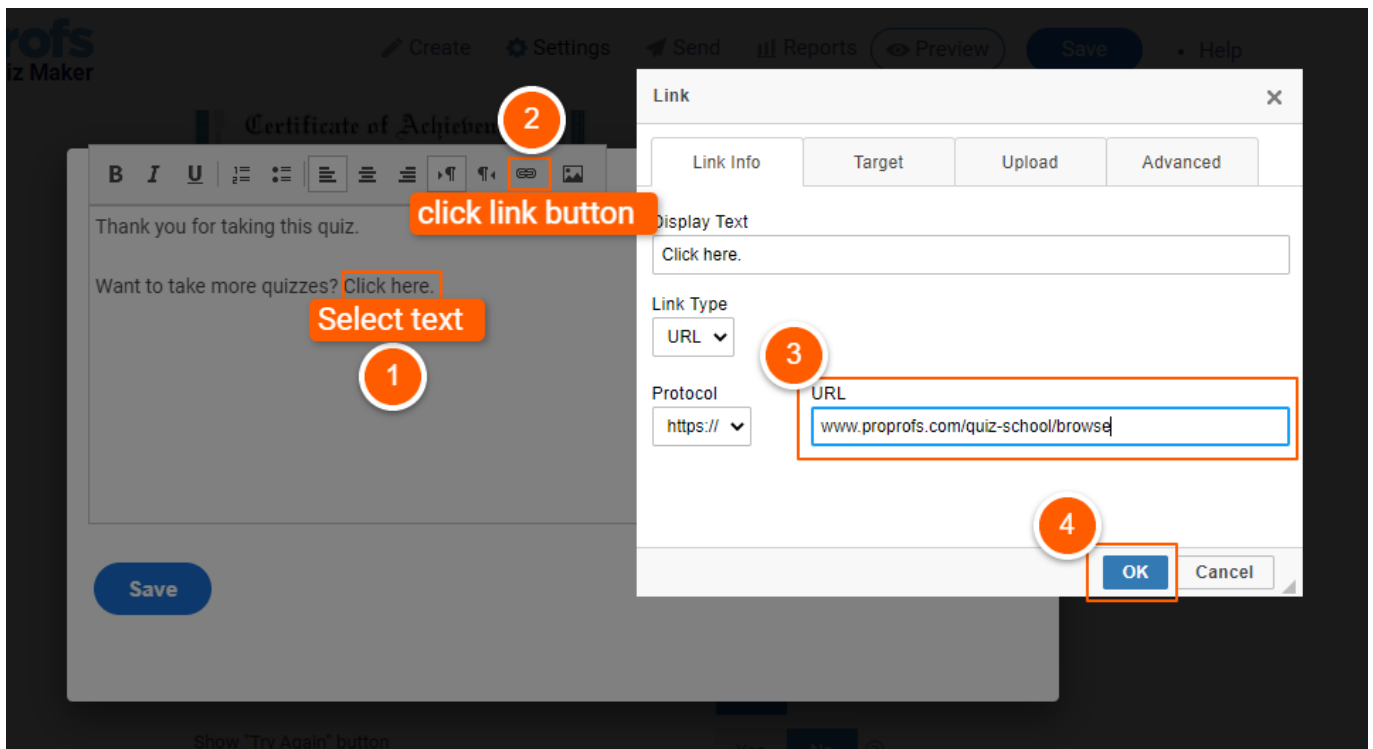 rofs
iz Maker
Create Settings Send Reports Preview Save Help
Certificate of
2
B I U
click link button
Thank you for taking this quiz.
Want to take more quizzes? Click here.
Select text
1
Save
Link
Link Info Target Upload Advanced
Display Text
Click here.
Link Type
URL
3
Protocol URL
https:// www.proprofs.com/quiz-school/browse
4
OK Cancel
Show "Try Again" button
No